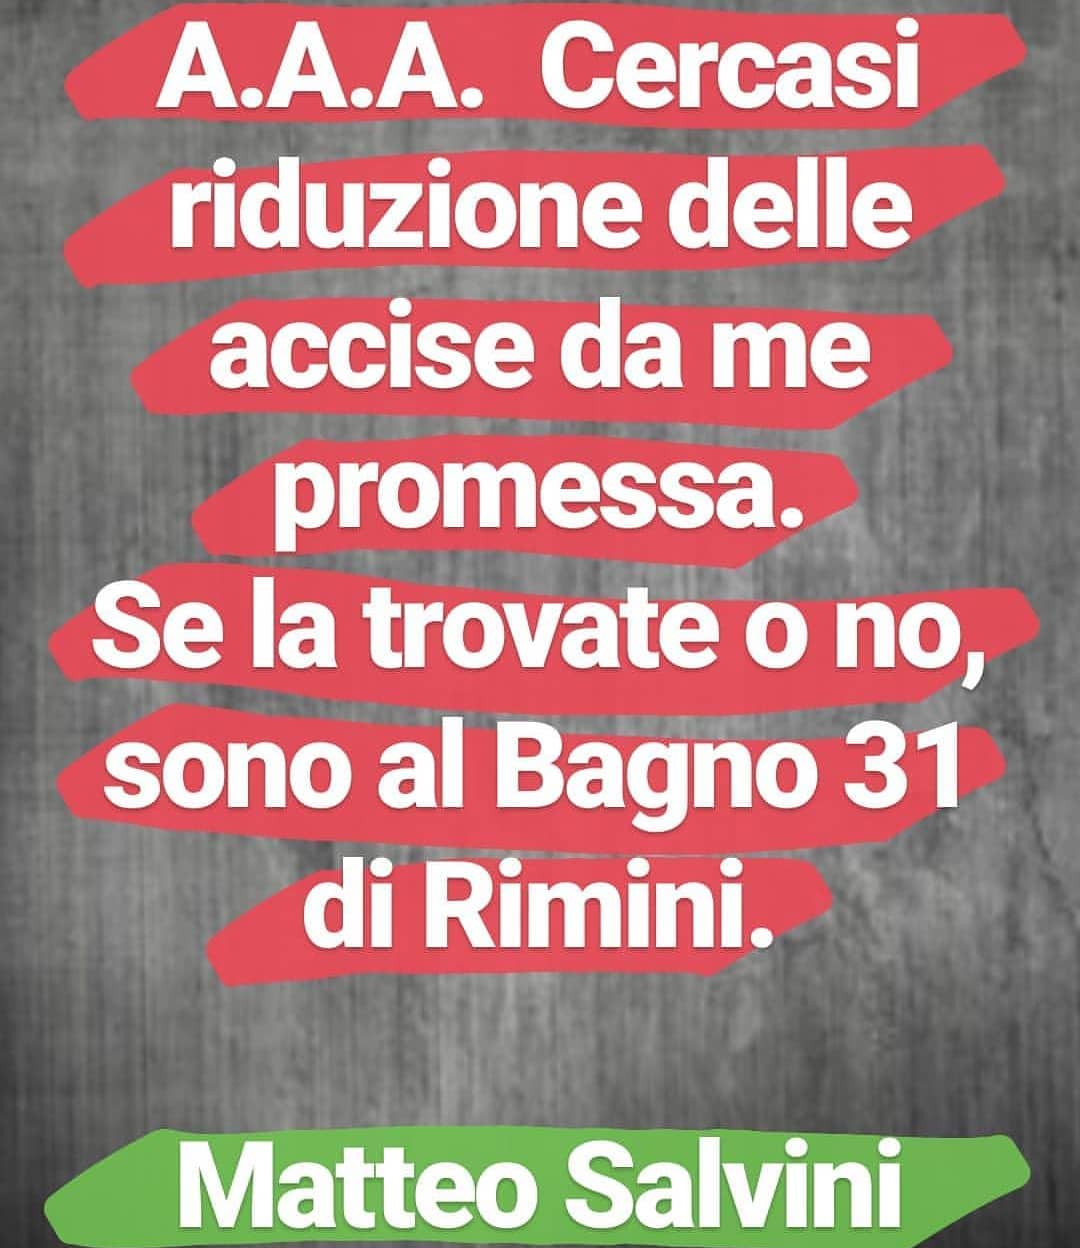 A.A.A. Cercasi
riduzione delle
accise da me
promessa.
Se la trovate o no,
sono al Bagno 31
di Rimini.
Matteo Salvini